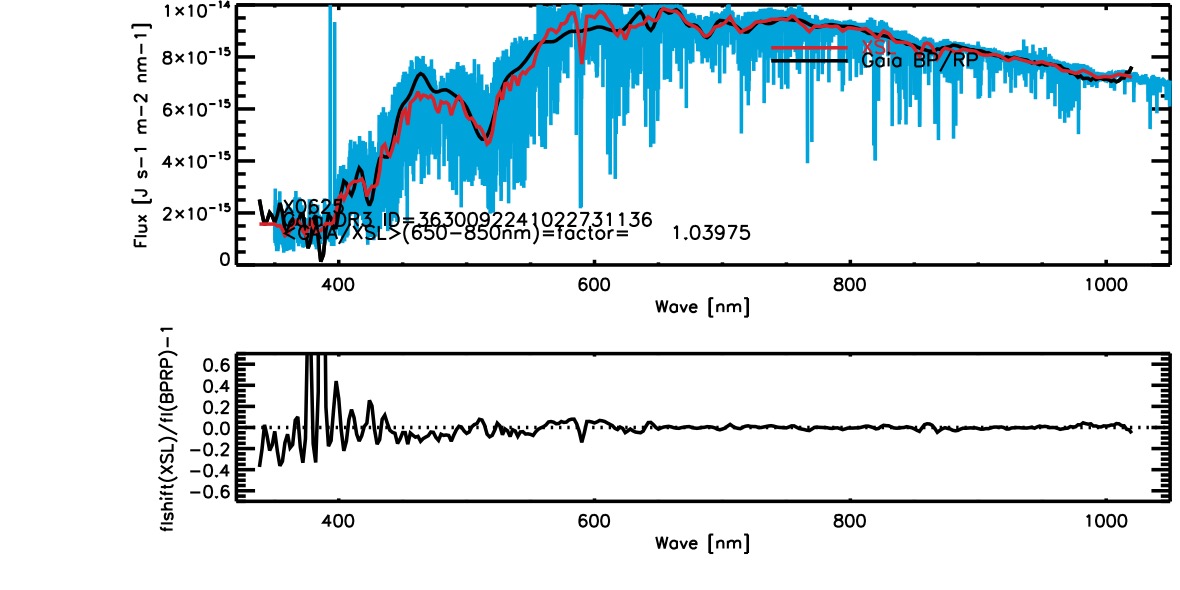 1×10−14
8×10−15
6×10−15
4×10−15
2×10−15
0
Flux [J s−1 m−2 nm−1]
XSL
Gaia BP/RP
X0625
Gaia DR3 ID=3630092241022731136
<GAIA/XSL>(650−850nm)=factor= 1.03975
400 600 800 1000
Wave [nm]
flshift(XSL)/fl(BPRP)−1
0.6
0.4
0.2
0.0
−0.2
−0.4
−0.6
400 600 800 1000
Wave [nm]